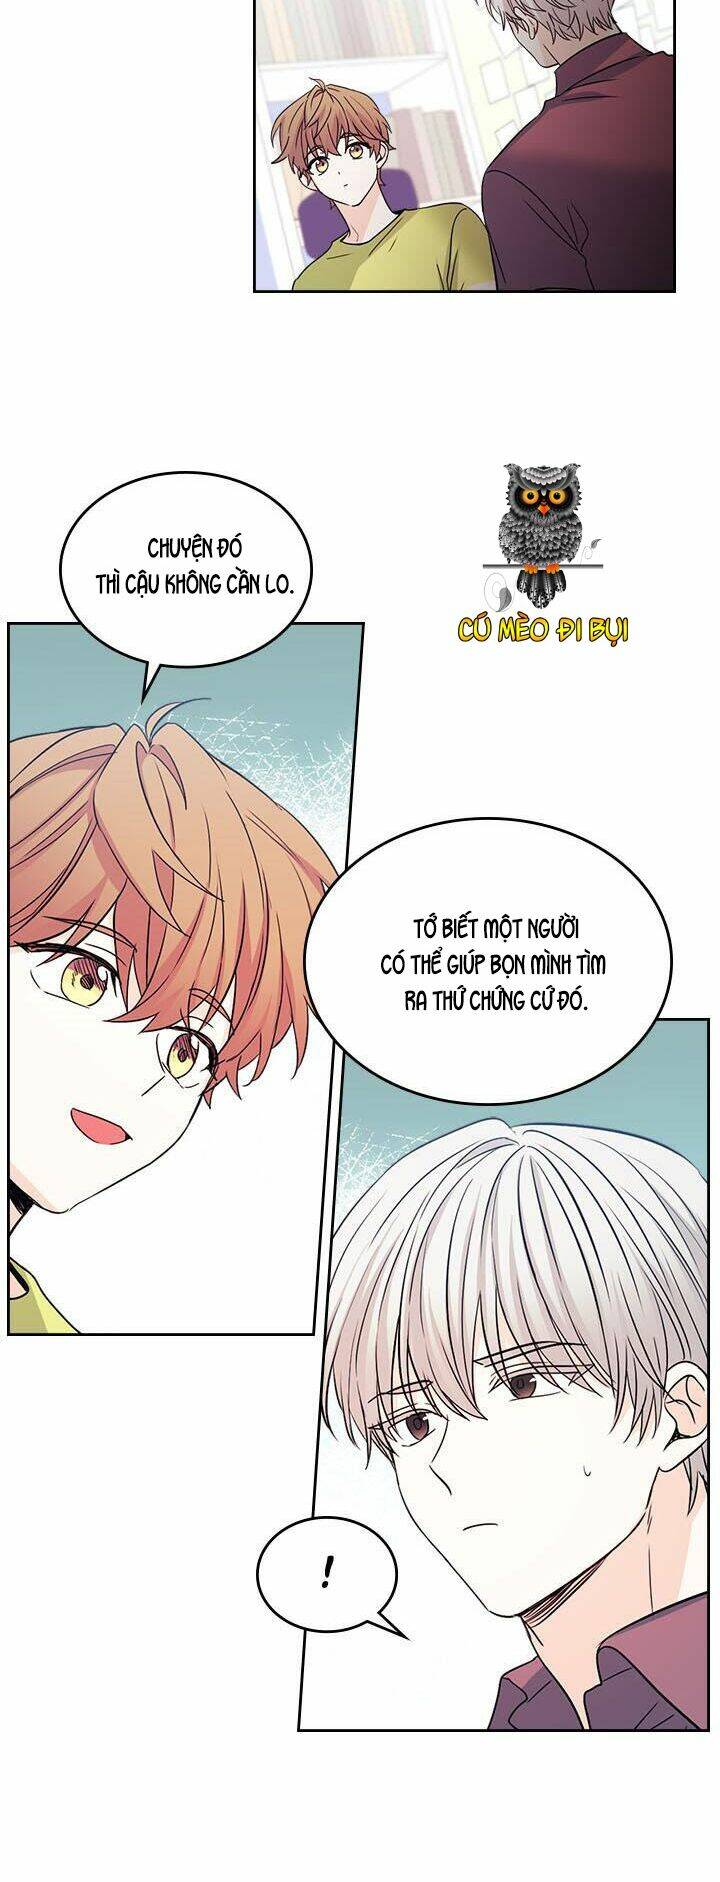 CHUYỆN ĐÓ
THÌ CẬU KHÔNG CẦN LO.
CÚ MÈO ĐI BỤI
TỚ BIẾT MỘT NGƯỜI
CÓ THỂ GIÚP BỌN MÌNH TÌM
RA THỨ CHỨNG CỨ ĐÓ.
!